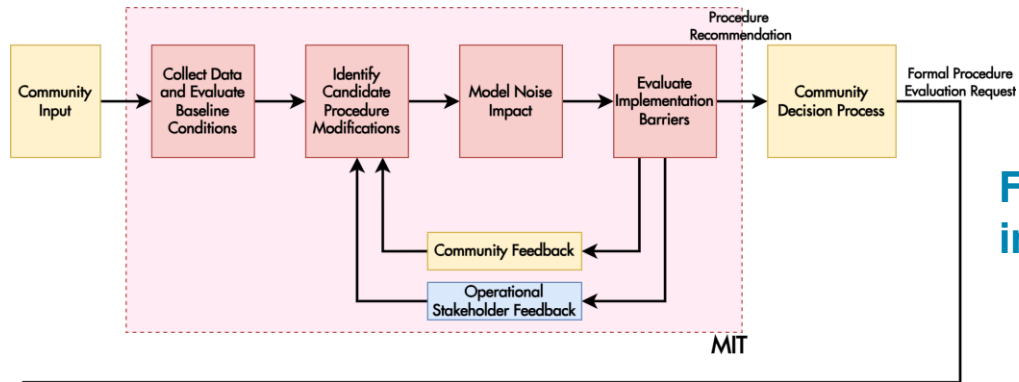 Procedure
Recommendation
Community
Input
Collect Data
and Evaluate
Baseline
Conditions
Identify
Candidate
Procedure
Modifications
Model Noise
Impact
Evaluate
Implementation
Barriers
Community
Decision Process
Formal Procedure
Evaluation Request
Community Feedback
Operational
Stakeholder Feedback
MIT